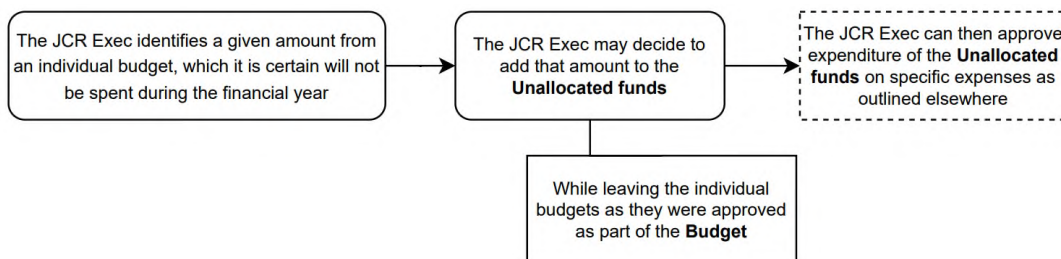 The JCR Exec identifies a given amount from
an individual budget, which it is certain will not
be spent during the financial year
The JCR Exec may decide to
add that amount to the
Unallocated funds
The JCR Exec can then approve
expenditure of the Unallocated
funds on specific expenses as
outlined elsewhere
While leaving the individual
budgets as they were approved
as part of the Budget